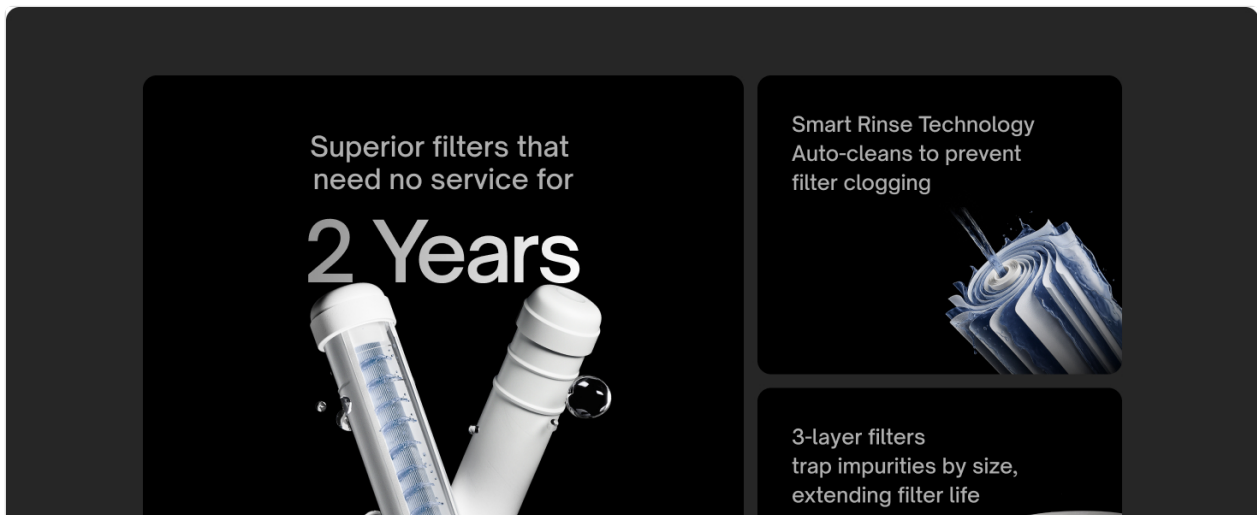 Superior filters that
need no service for
2 Years
Smart Rinse Technology
Auto-cleans to prevent
filter clogging
3-layer filters
trap impurities by size,
extending filter life